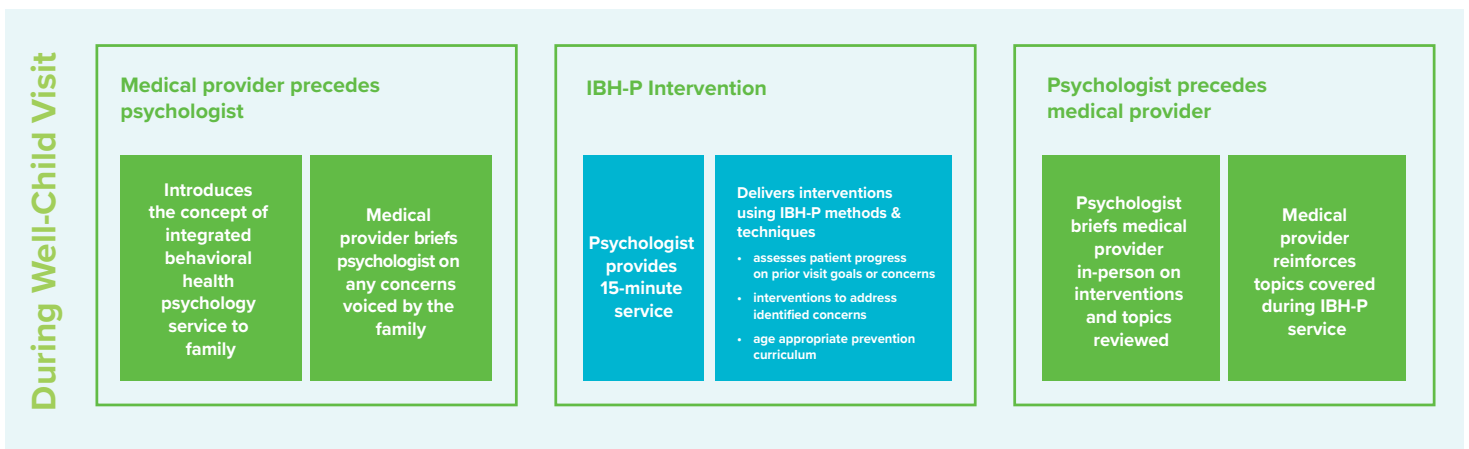 During Well-Child Visit
Medical provider precedes
psychologist
Introduces
the concept of
integrated
behavioral
health
psychology
service to
family
Medical
provider briefs
psychologist on
any concerns
voiced by the
family
IBH-P Intervention
Psychologist
provides
15-minute
service
Delivers interventions
using IBH-P methods &
techniques
• assesses patient progress
on prior visit goals or concerns
• interventions to address
identified concerns
• age appropriate prevention
curriculum
Psychologist precedes
medical provider
Psychologist
briefs medical
provider
in-person on
interventions
and topics
reviewed
Medical
provider
reinforces
topics covered
during IBH-P
service